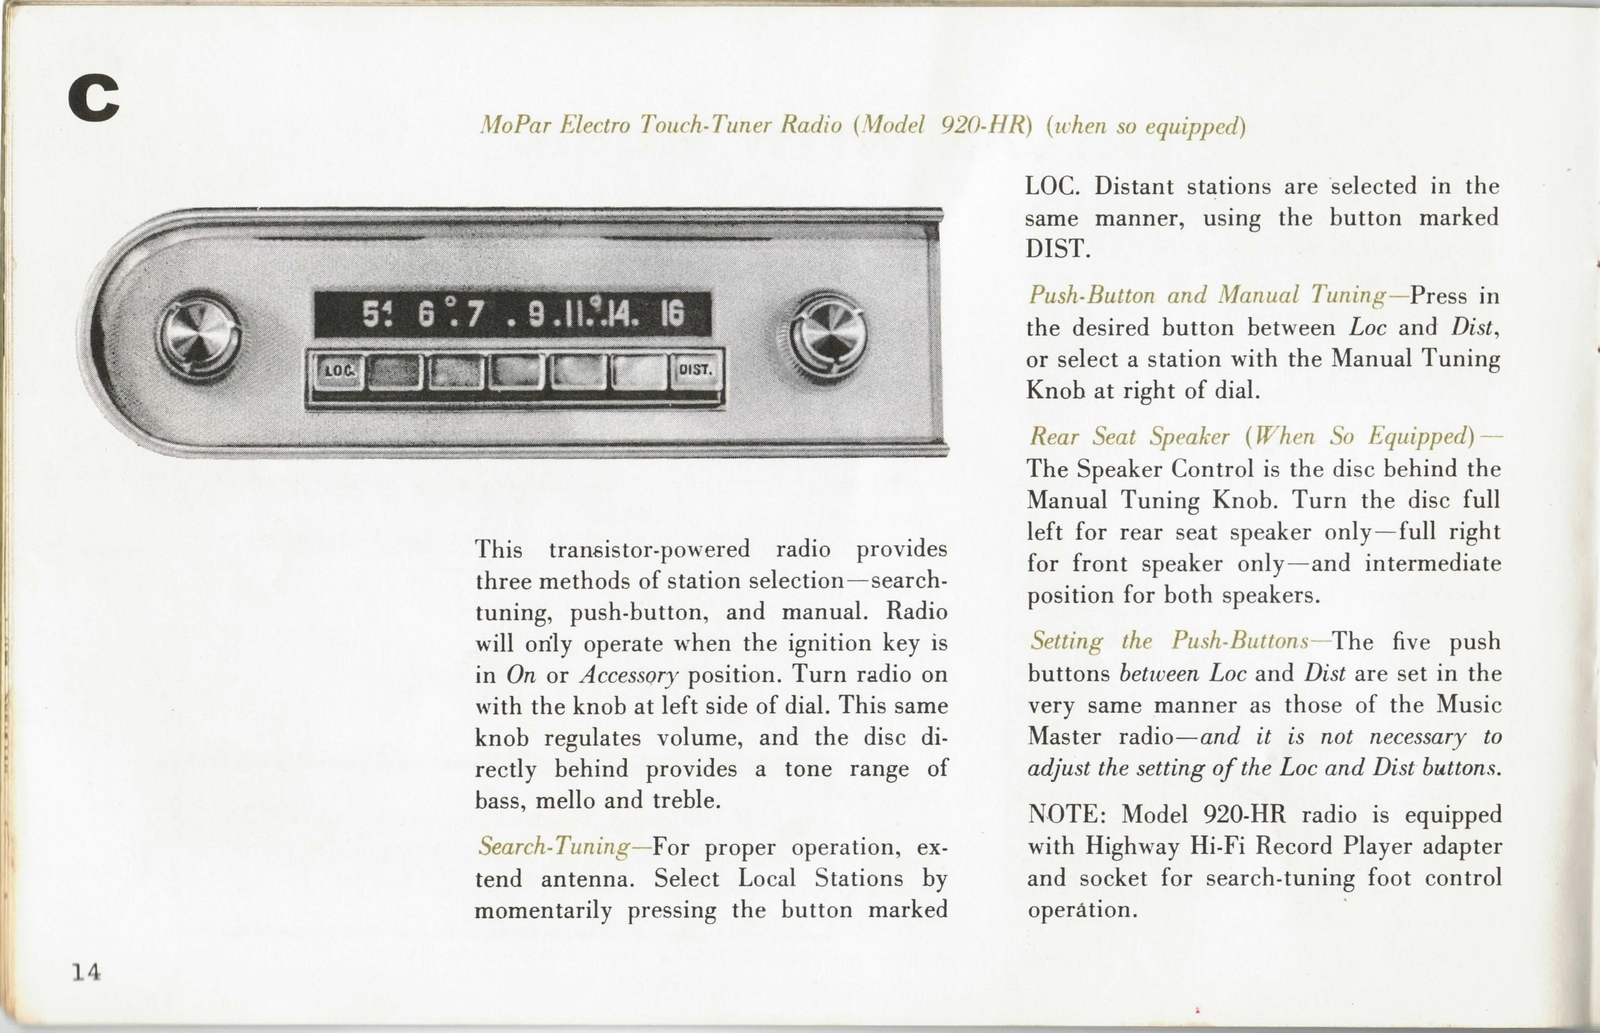 C
MoPar Electro Touch-Tuner Radio (Model 920-HR) (when so equipped)
5 4 6 7 9 11 14 16
LOC. DIST.
This transistor-powered radio provides
three methods of station selection—search-
tuning, push-button, and manual. Radio
will only operate when the ignition key is
in On or Accessory position. Turn radio on
with the knob at left side of dial. This same
knob regulates volume, and the disc di-
rectly behind provides a tone range of
bass, mello and treble.
Search-Tuning—For proper operation, ex-
tend antenna. Select Local Stations by
momentarily pressing the button marked
LOC. Distant stations are selected in the
same manner, using the button marked
DIST.
Push-Button and Manual Tuning—Press in
the desired button between Loc and Dist,
or select a station with the Manual Tuning
Knob at right of dial.
Rear Seat Speaker (When So Equipped)—
The Speaker Control is the disc behind the
Manual Tuning Knob. Turn the disc full
left for rear seat speaker only—full right
for front speaker only—and intermediate
position for both speakers.
Setting the Push-Buttons—The five push
buttons between Loc and Dist are set in the
very same manner as those of the Music
Master radio—and it is not necessary to
adjust the setting of the Loc and Dist buttons.
NOTE: Model 920-HR radio is equipped
with Highway Hi-Fi Record Player adapter
and socket for search-tuning foot control
operation.
14